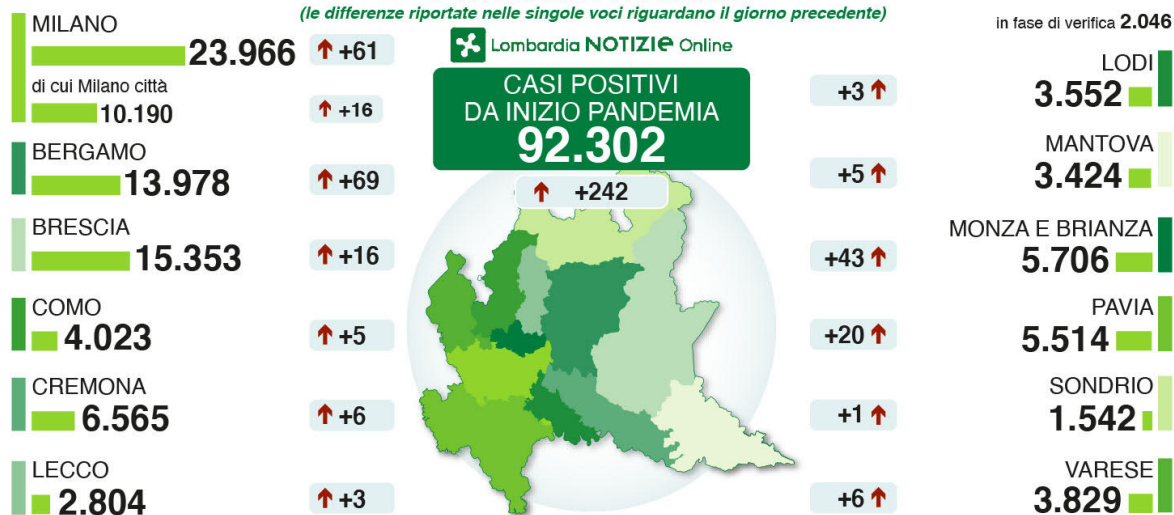 (le differenze riportate nelle singole voci riguardano il giorno precedente)
in fase di verifica 2.046
Lombardia NOTIZIE Online
CASI POSITIVI
DA INIZIO PANDEMIA
92.302
+242
MILANO
23.966 +61
di cui Milano città
10.190 +16
BERGAMO
13.978 +69
BRESCIA
15.353 +16
COMO
4.023 +5
CREMONA
6.565 +6
LECCO
2.804 +3
LODI
+3 3.552
MANTOVA
+5 3.424
MONZA E BRIANZA
+43 5.706
PAVIA
+20 5.514
SONDRIO
+1 1.542
VARESE
+6 3.829